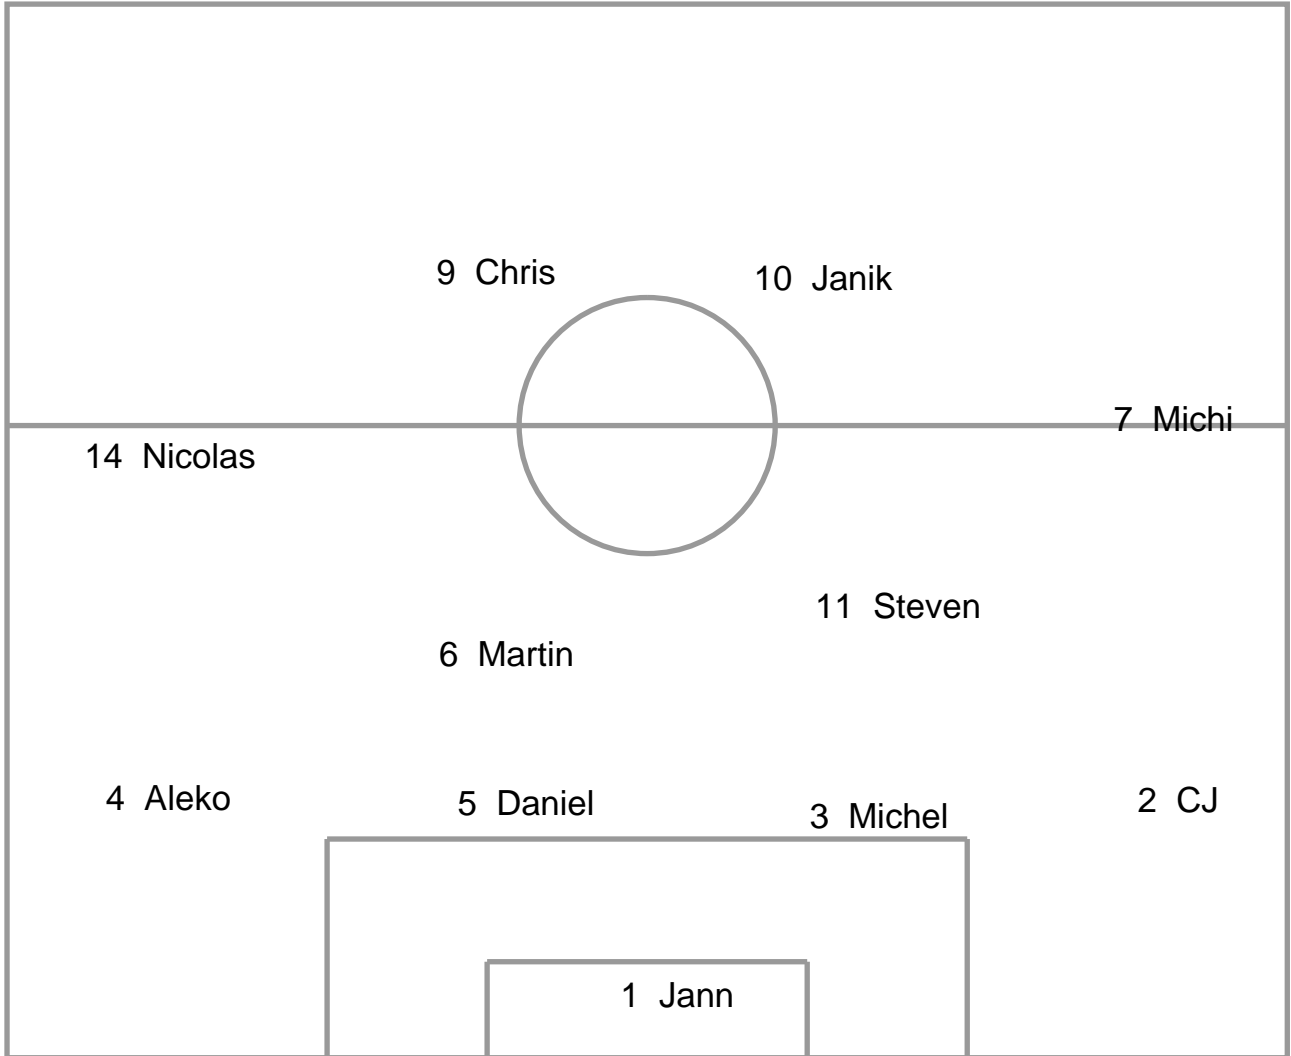 9 Chris
10 Janik
7 Michi
14 Nicolas
11 Steven
6 Martin
4 Aleko
5 Daniel
3 Michel
2 CJ
1 Jann